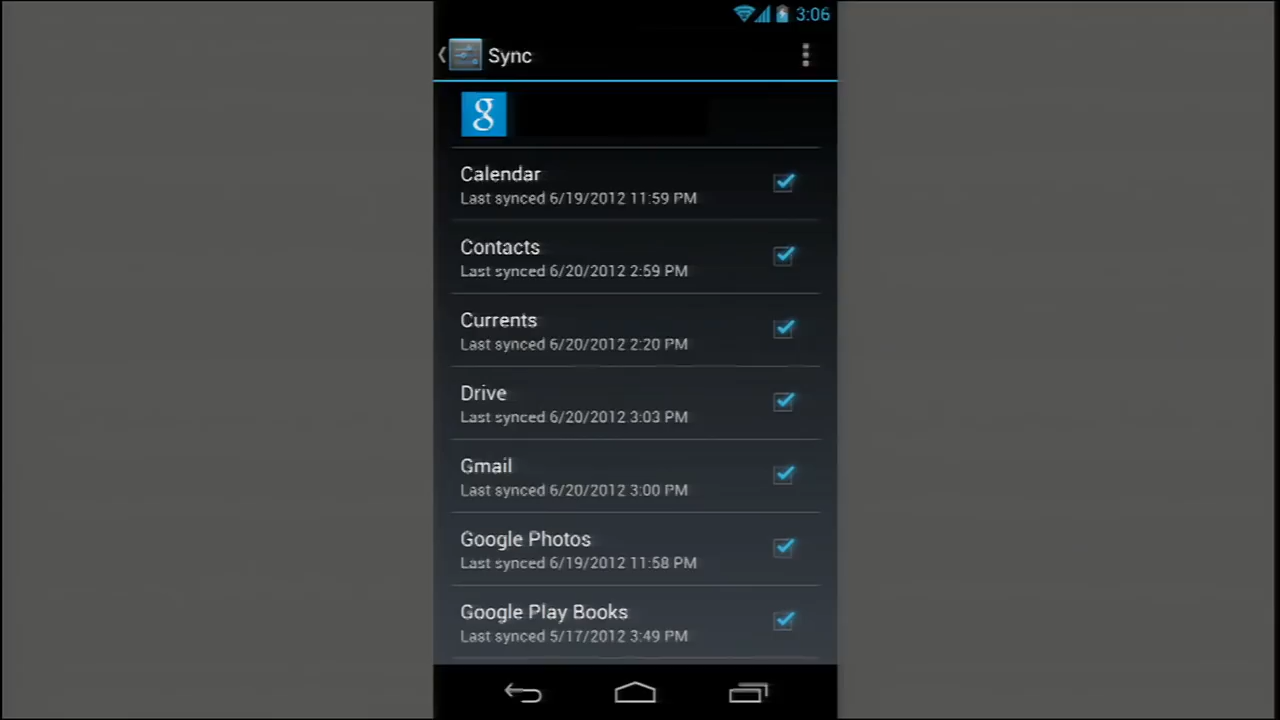 3:06
Sync
g
Calendar
Last synced 6/19/2012 11:59 PM
Contacts
Last synced 6/20/2012 2:59 PM
Currents
Last synced 6/20/2012 2:20 PM
Drive
Last synced 6/20/2012 3:03 PM
Gmail
Last synced 6/20/2012 3:00 PM
Google Photos
Last synced 6/19/2012 11:58 PM
Google Play Books
Last synced 5/17/2012 3:49 PM